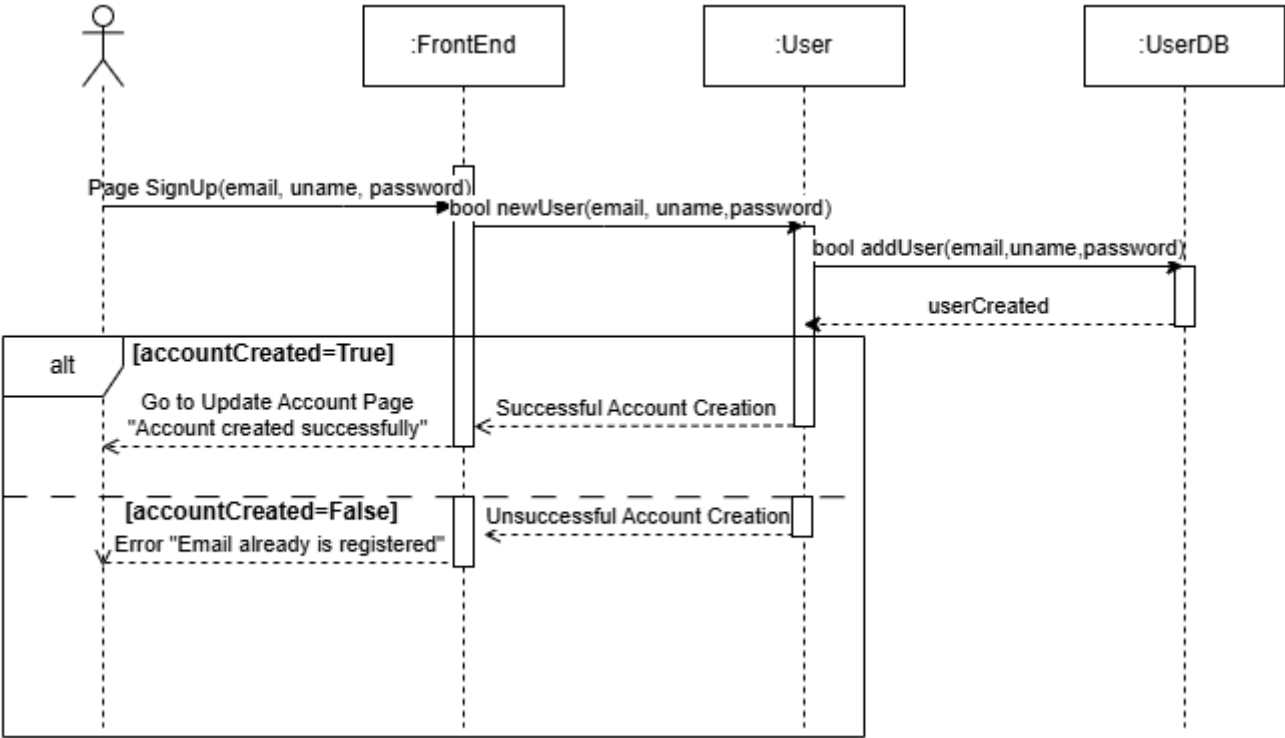 :FrontEnd
:User
:UserDB
Page SignUp(email, uname, password)
bool newUser(email, uname,password)
bool addUser(email,uname,password)
userCreated
alt
[accountCreated=True]
Go to Update Account Page
"Account created successfully"
Successful Account Creation
[accountCreated=False]
Unsuccessful Account Creation
Error "Email already is registered"